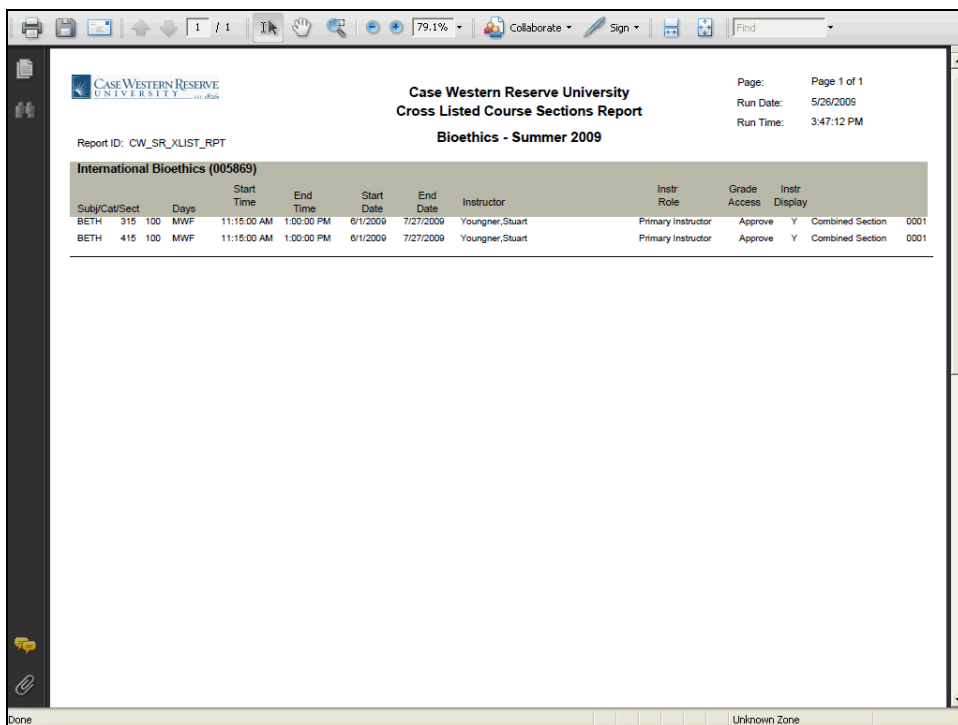 1 / 1 79.1% Collaborate Sign Find
CASE WESTERN RESERVE
UNIVERSITY EST. 1826
Case Western Reserve University
Cross Listed Course Sections Report
Bioethics - Summer 2009
Page: Page 1 of 1
Run Date: 5/26/2009
Run Time: 3:47:12 PM
Report ID: CW_SR_XLIST_RPT
International Bioethics (005869)
Subj/Cat/Sect Days Start Time End Time Start Date End Date Instructor Instr Role Grade Access Instr Display
BETH 315 100 MWF 11:15:00 AM 1:00:00 PM 6/1/2009 7/27/2009 Youngner,Stuart Primary Instructor Approve Y Combined Section 0001
BETH 415 100 MWF 11:15:00 AM 1:00:00 PM 6/1/2009 7/27/2009 Youngner,Stuart Primary Instructor Approve Y Combined Section 0001
Done Unknown Zone